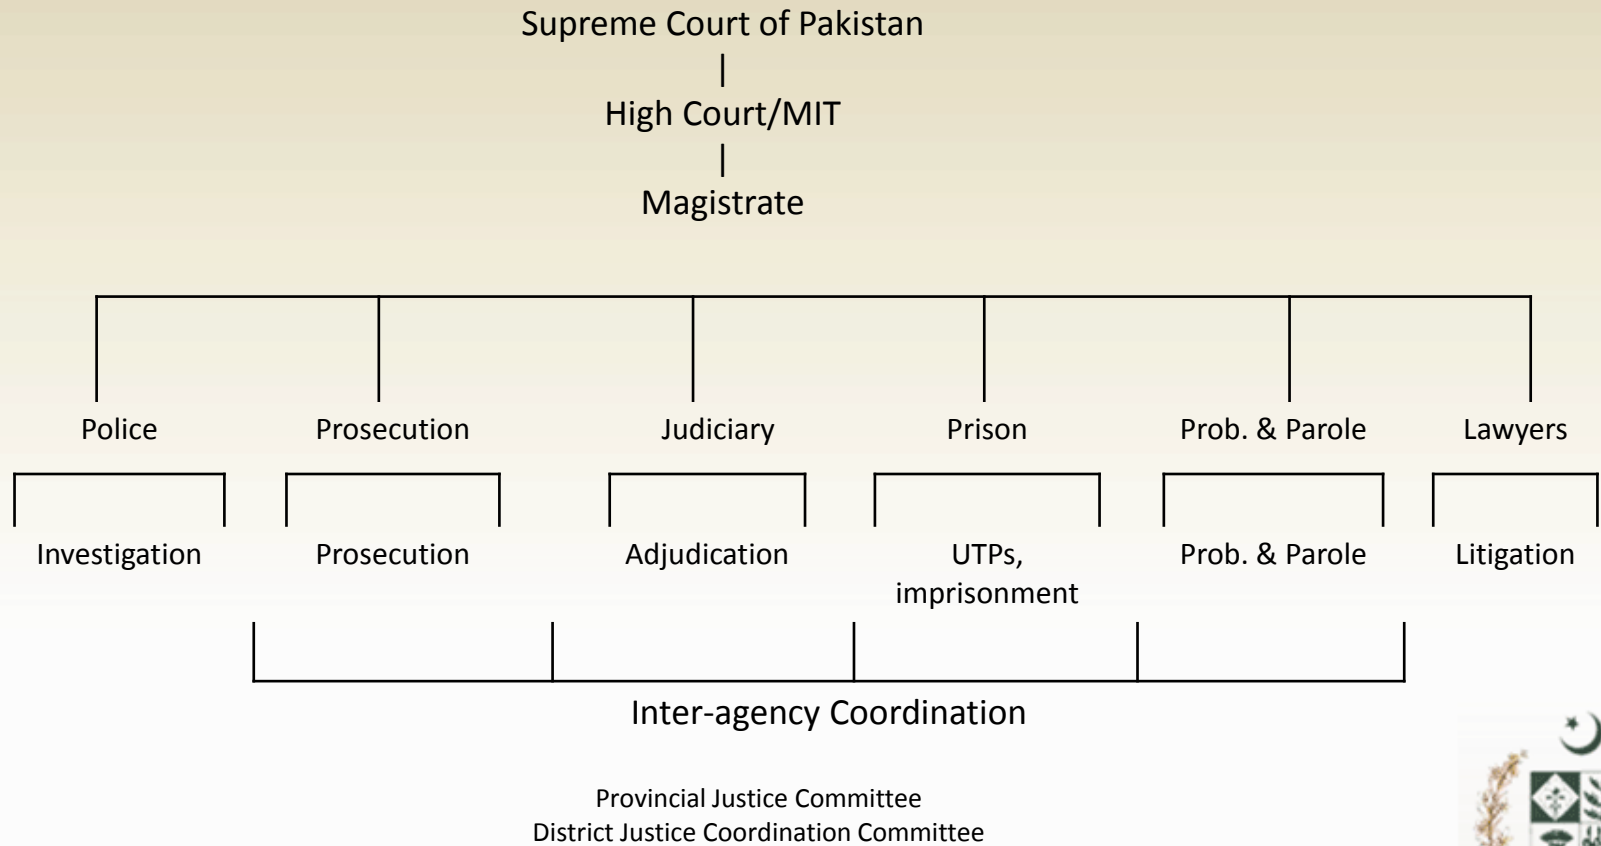 Supreme Court of Pakistan
|
High Court/MIT
|
Magistrate
Police Prosecution Judiciary Prison Prob. & Parole Lawyers
Investigation Prosecution Adjudication UTPs, Prob. & Parole Litigation
imprisonment
Inter-agency Coordination
Provincial Justice Committee
District Justice Coordination Committee